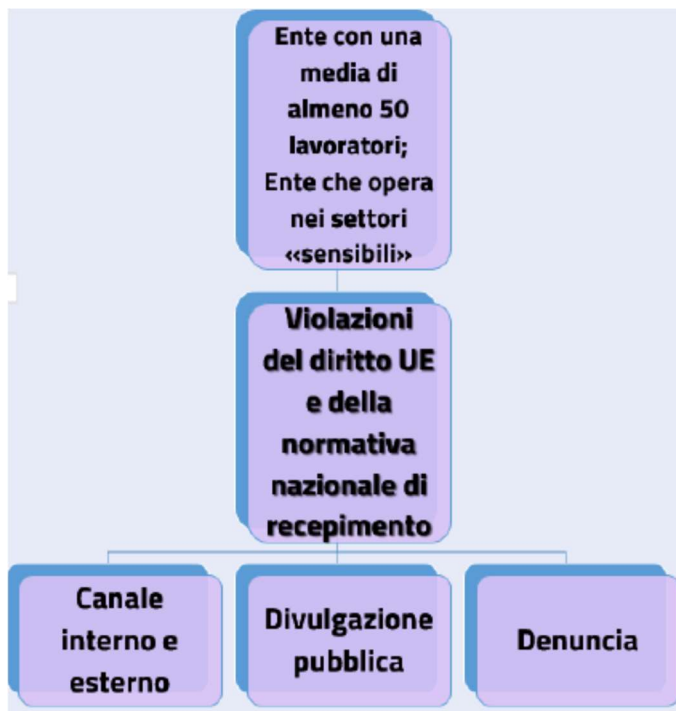 Ente con una
media di
almeno 50
lavoratori;
Ente che opera
nei settori
«sensibili»
Violazioni
del diritto UE
e della
normativa
nazionale di
recepimento
Canale
interno e
esterno
Divulgazione
pubblica
Denuncia